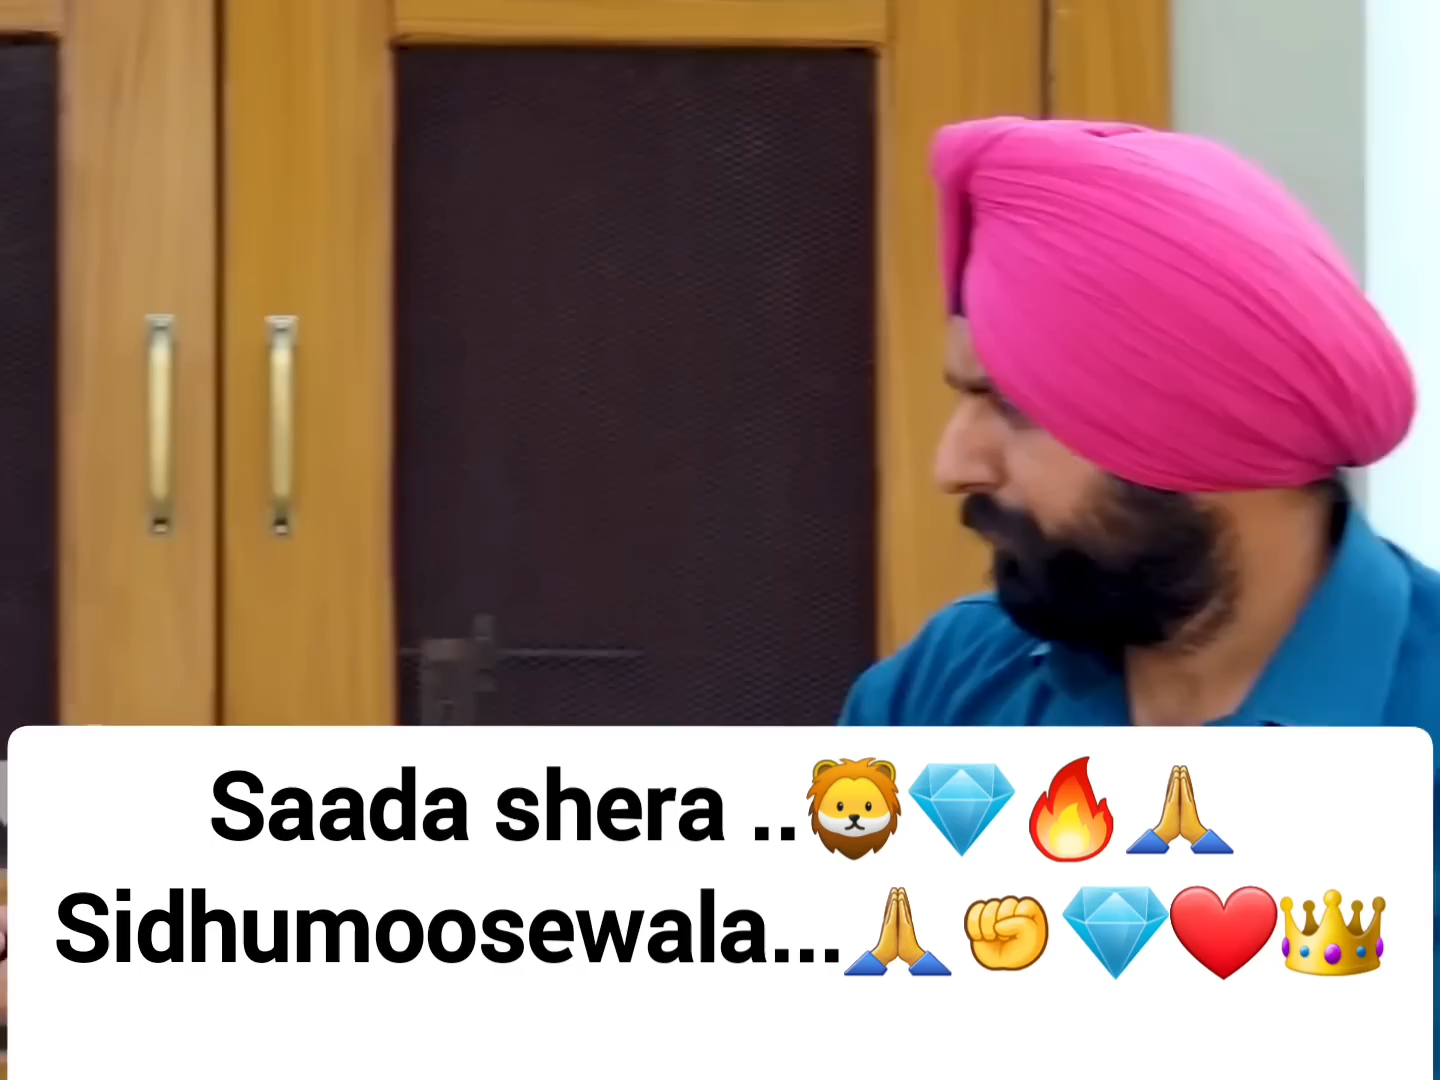 Saada shera ..🦁💎🔥🙏
Sidhumoosewala...🙏✊💎❤️👑